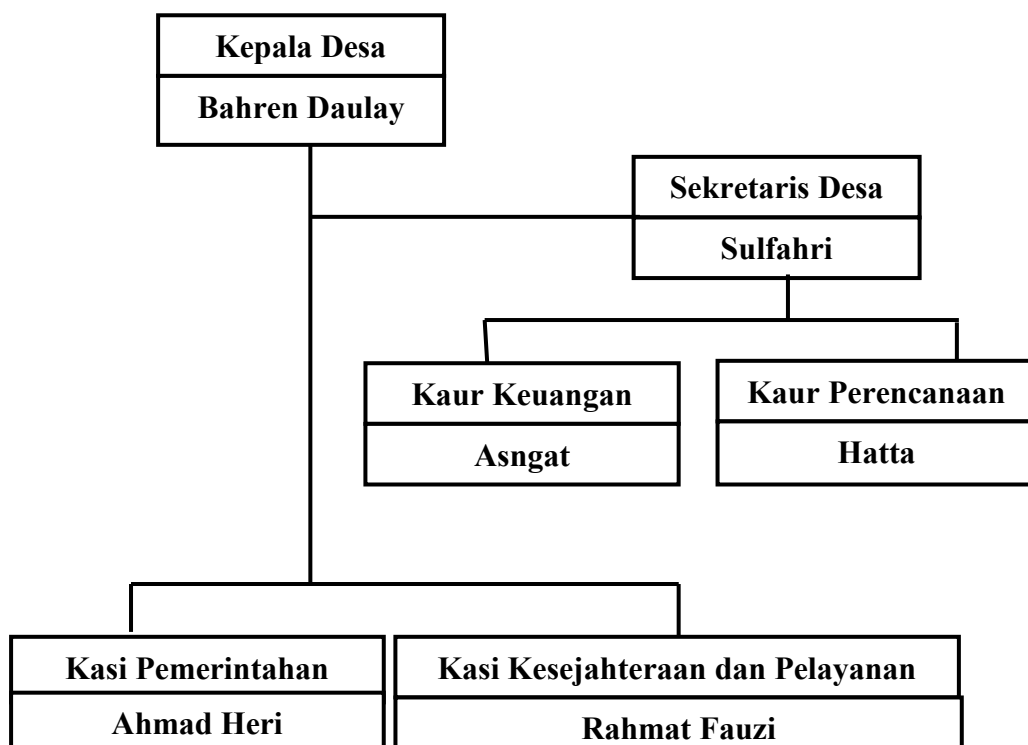 Kepala Desa
Bahren Daulay
Sekretaris Desa
Sulfahri
Kaur Keuangan
Asngat
Kaur Perencanaan
Hatta
Kasi Pemerintahan
Ahmad Heri
Kasi Kesejahteraan dan Pelayanan
Rahmat Fauzi